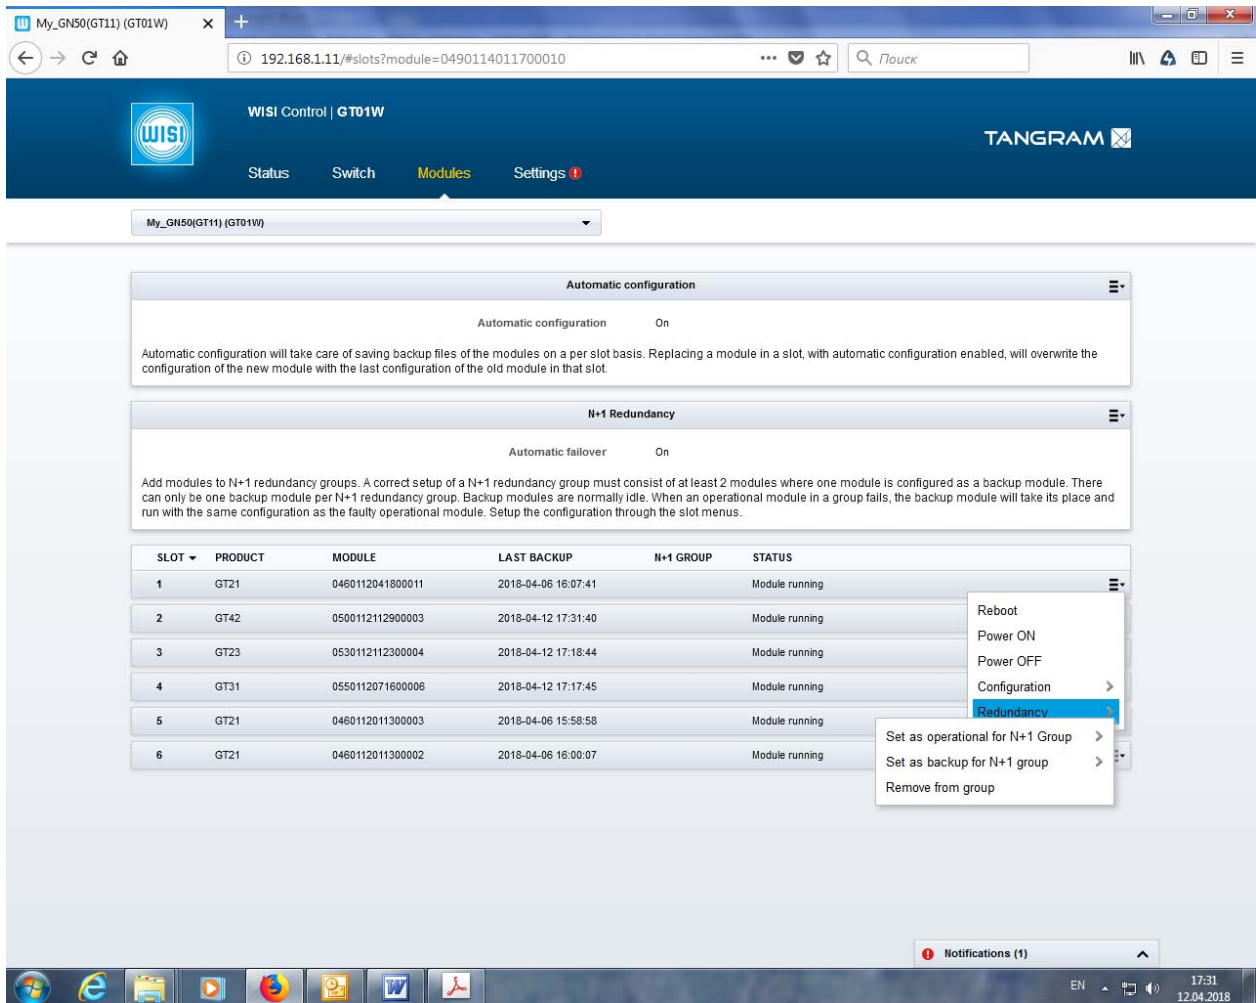 My_GN50(GT11) (GT01W)
192.168.1.11/#slots?module=0490114011700010
Поиск
WISI
WISI Control | GT01W
TANGRAM
Status Switch Modules Settings
My_GN50(GT11) (GT01W)
Automatic configuration
Automatic configuration On
Automatic configuration will take care of saving backup files of the modules on a per slot basis. Replacing a module in a slot, with automatic configuration enabled, will overwrite the
configuration of the new module with the last configuration of the old module in that slot.
N+1 Redundancy
Automatic failover On
Add modules to N+1 redundancy groups. A correct setup of a N+1 redundancy group must consist of at least 2 modules where one module is configured as a backup module. There
can only be one backup module per N+1 redundancy group. Backup modules are normally idle. When an operational module in a group fails, the backup module will take its place and
run with the same configuration as the faulty operational module. Setup the configuration through the slot menus.
SLOT PRODUCT MODULE LAST BACKUP N+1 GROUP STATUS
1 GT21 0460112041800011 2018-04-06 16:07:41 Module running
2 GT42 0500112112900003 2018-04-12 17:31:40 Module running
3 GT23 0530112112300004 2018-04-12 17:18:44 Module running
4 GT31 0550112071600006 2018-04-12 17:17:45 Module running
5 GT21 0460112011300003 2018-04-06 15:58:58 Module running
6 GT21 0460112011300002 2018-04-06 16:00:07 Module running
Reboot
Power ON
Power OFF
Configuration
Redundancy
Set as operational for N+1 Group
Set as backup for N+1 group
Remove from group
Notifications (1)
EN
17:31
12.04.2018